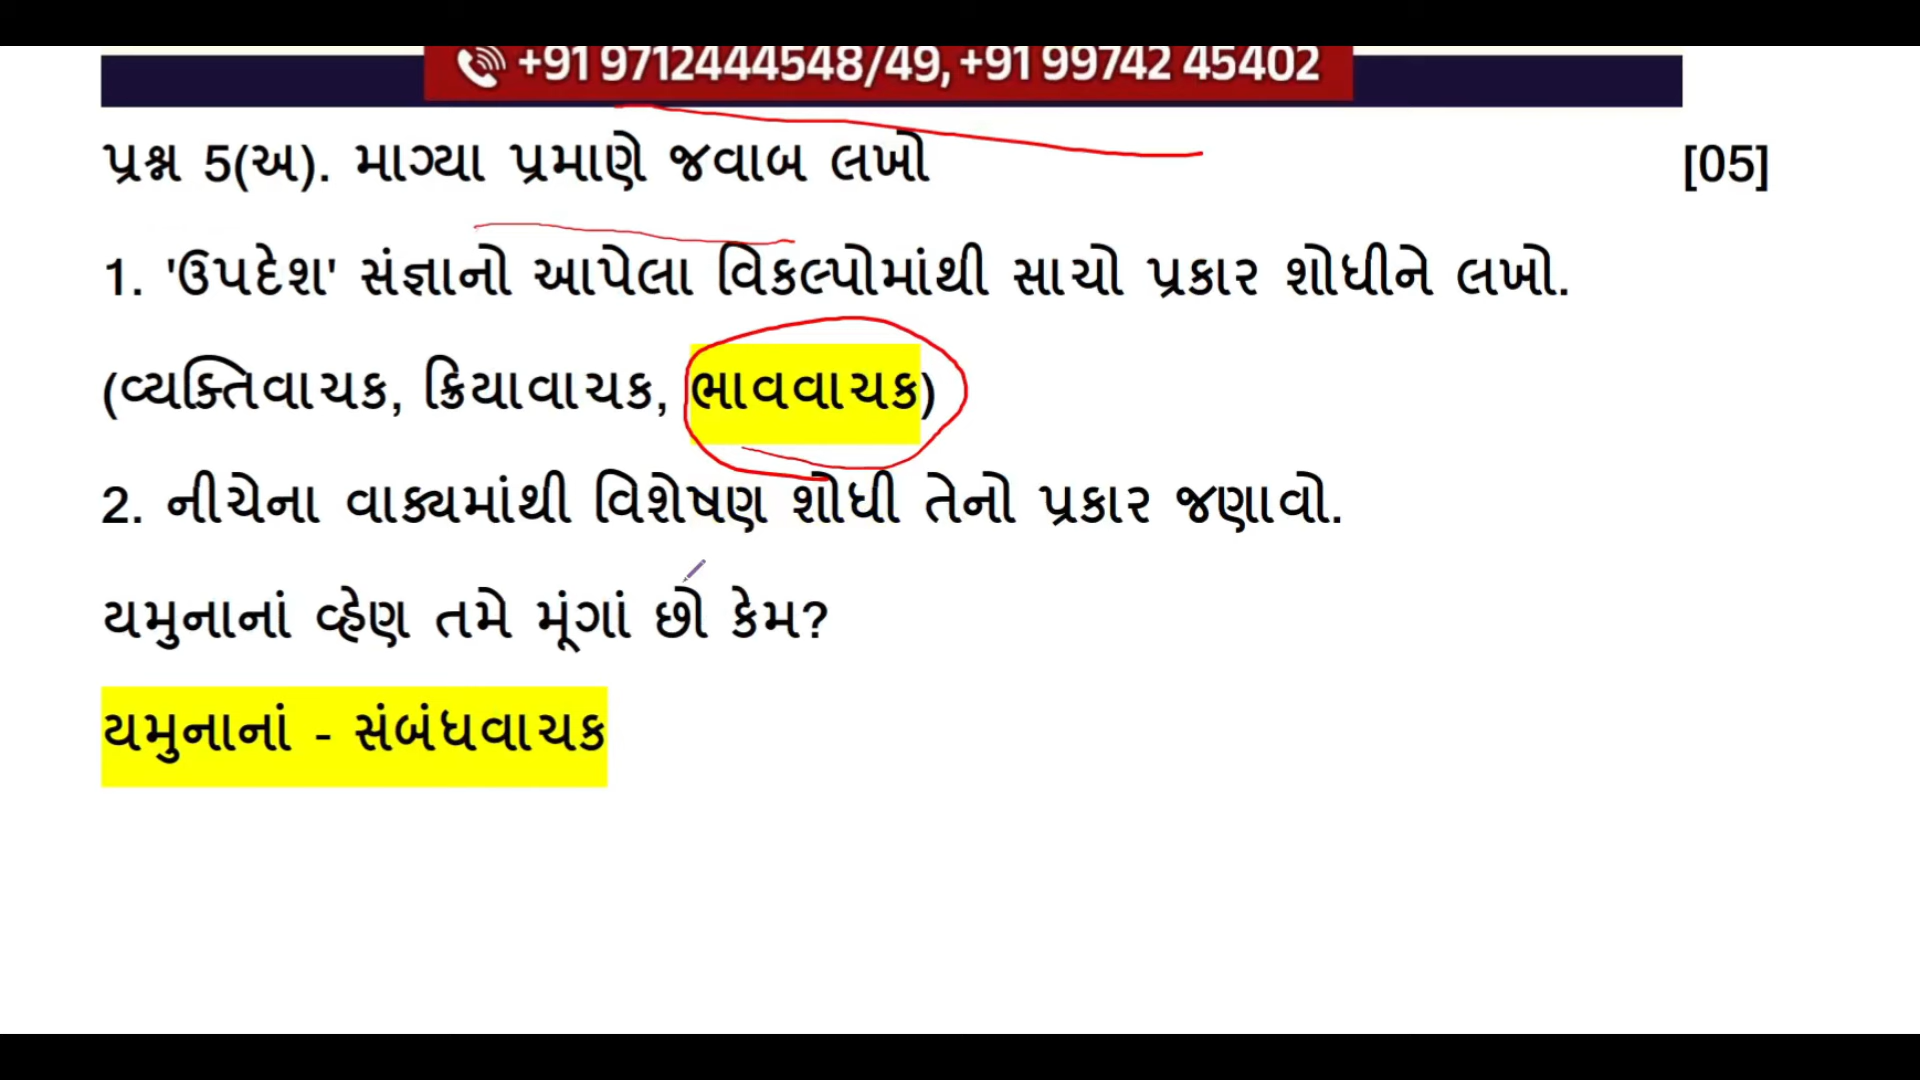 +91 9712444548/49, +91 99742 45402
પ્રશ્ન 5(અ). માગ્યા પ્રમાણે જવાબ લખો [05]
1. 'ઉપદેશ' સંજ્ઞાનો આપેલા વિકલ્પોમાંથી સાચો પ્રકાર શોધીને લખો.
(વ્યક્તિવાચક, ક્રિયાવાચક, ભાવવાચક)
2. નીચેના વાક્યમાંથી વિશેષણ શોધી તેનો પ્રકાર જણાવો.
યમુનાનાં વ્હેણ તમે મૂંગાં છો કેમ?
યમુનાનાં - સંબંધવાચક